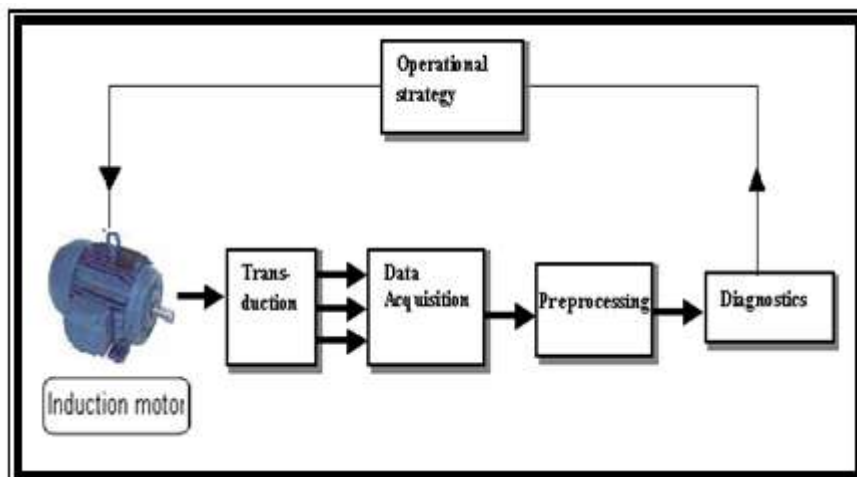 Operational
strategy
Trans-
duction
Data
Acquisition
Preprocessing
Diagnostics
Induction motor